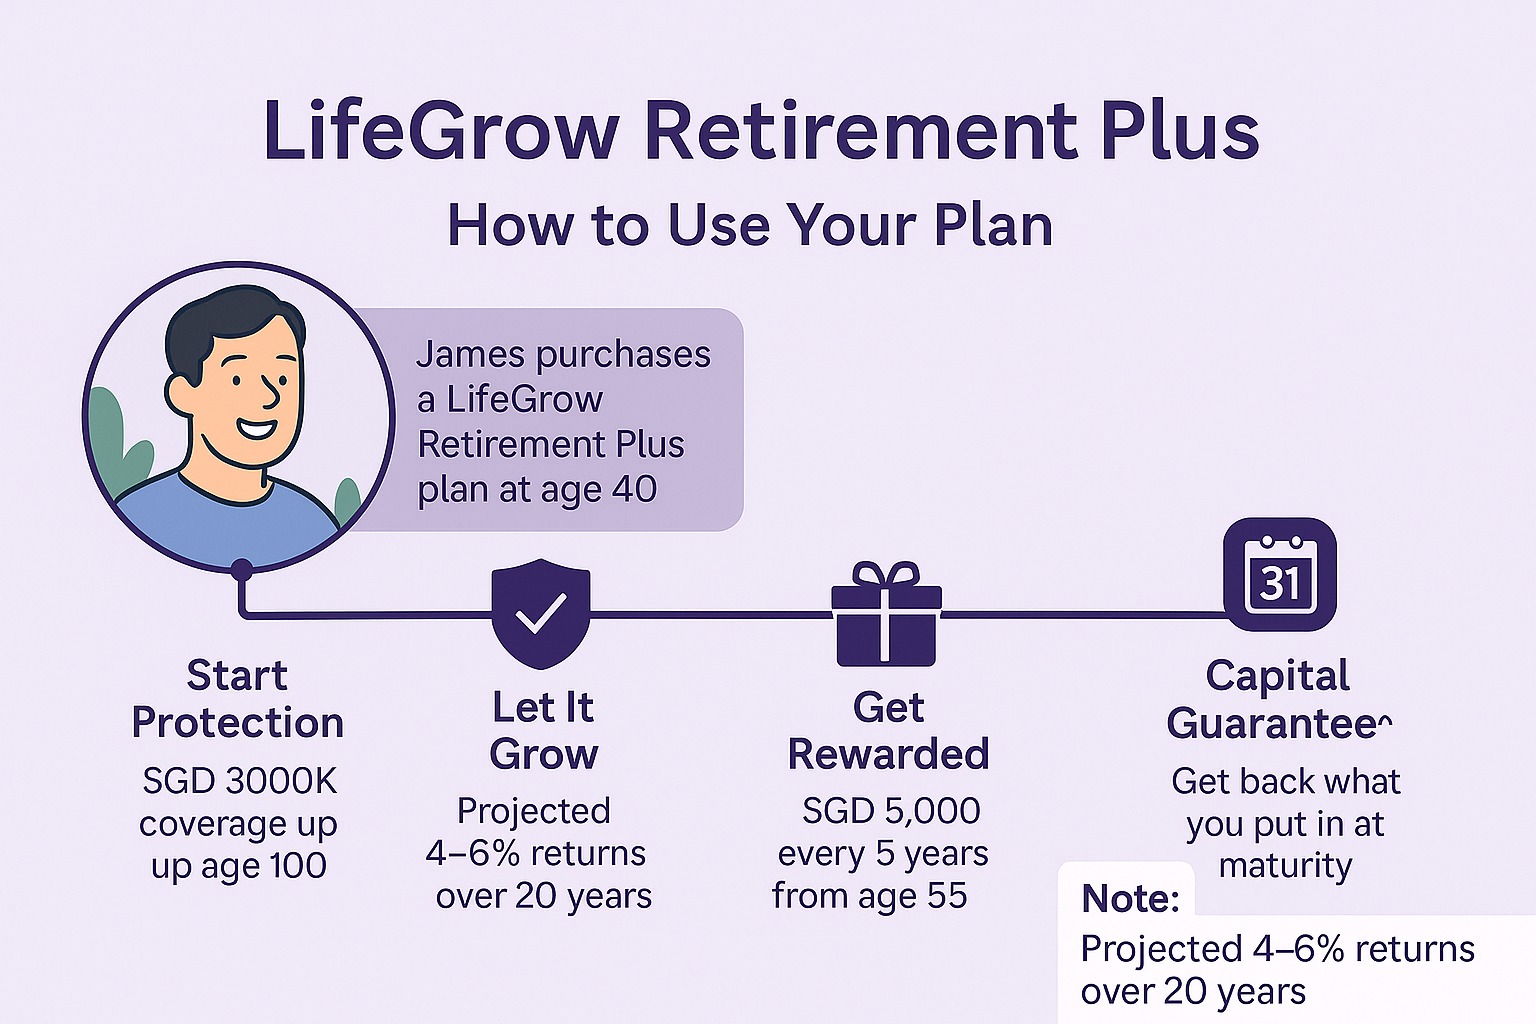 LifeGrow Retirement Plus
How to Use Your Plan
James purchases
a LifeGrow
Retirement Plus
plan at age 40
Start
Protection
SGD 3000K
coverage up
up age 100
Let It
Grow
Projected
4–6% returns
over 20 years
Get
Rewarded
SGD 5,000
every 5 years
from age 55
31
Capital
Guarantee^
Get back what
you put in at
maturity
Note:
Projected 4–6% returns
over 20 years